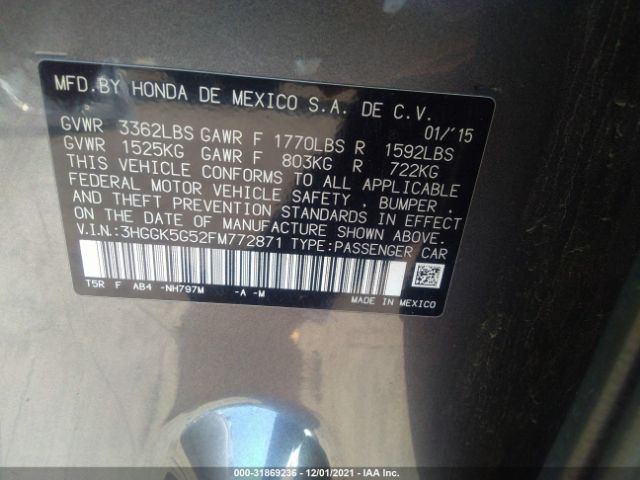 MFD.BY HONDA DE MEXICO S.A. DE C.V.
01/'15
GVWR 3362LBS GAWR F 1770LBS R 1592LBS
GVWR 1525KG GAWR F 803KG R 722KG
THIS VEHICLE CONFORMS TO ALL APPLICABLE
FEDERAL MOTOR VEHICLE SAFETY , BUMPER ,
AND THEFT PREVENTION STANDARDS IN EFFECT
ON THE DATE OF MANUFACTURE SHOWN ABOVE.
V.I.N.:3HGGK5G52FM772871 TYPE:PASSENGER CAR
T5R F AB4 -NH797M -A -M
MADE IN MEXICO
000-31869236 - 12/01/2021 - IAA Inc.